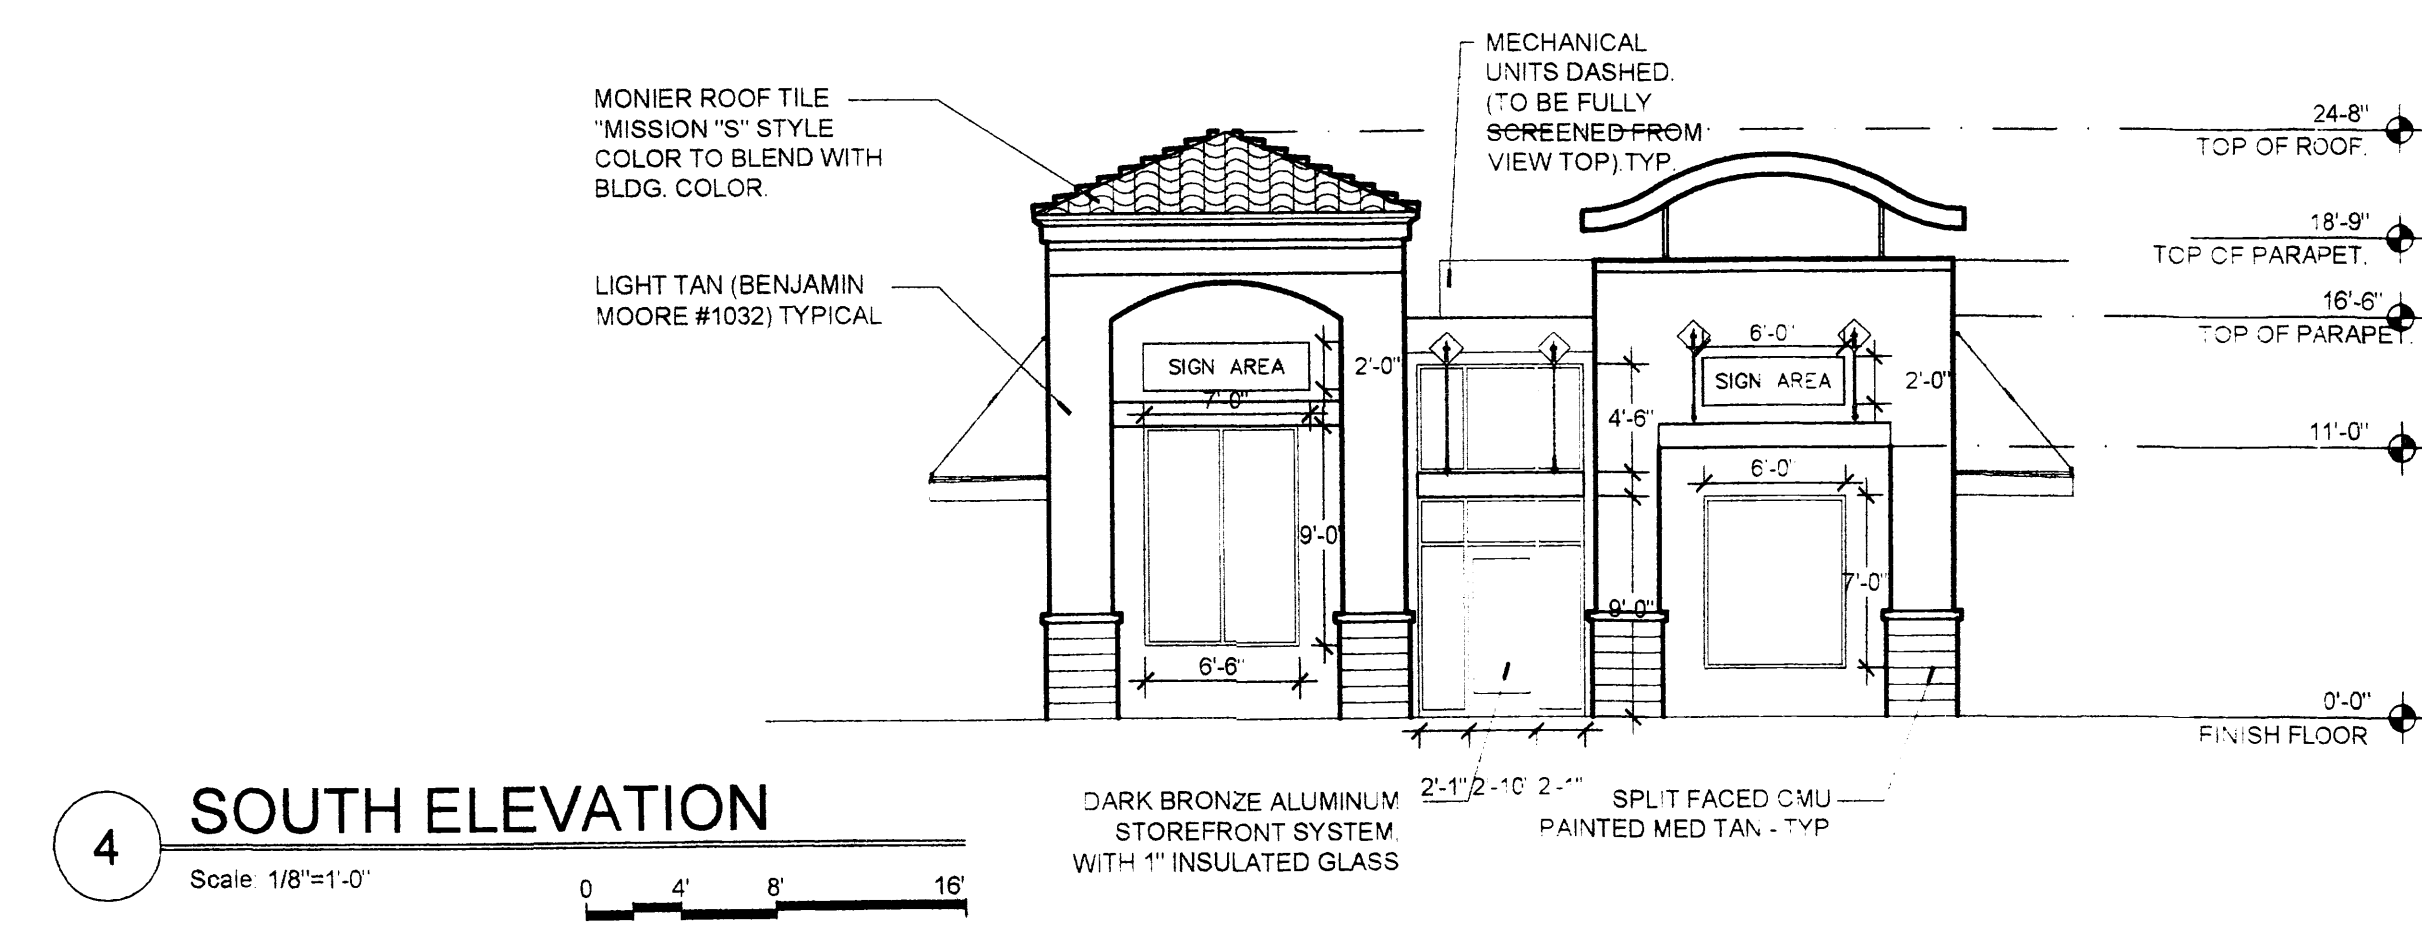 MECHANICAL
UNITS DASHED.
(TO BE FULLY
SCREENED FROM
VIEW TOP).TYP.
MONIER ROOF TILE
"MISSION "S" STYLE
COLOR TO BLEND WITH
BLDG. COLOR.
LIGHT TAN (BENJAMIN
MOORE #1032) TYPICAL
24-8"
TOP OF ROOF.
18'-9"
TOP OF PARAPET.
16'-6"
TOP OF PARAPET.
11'-0"
0'-0"
FINISH FLOOR
SIGN AREA
2'-0"
7'-0"
9'-0"
6'-6"
4'-6"
9'-0"
6'-0"
SIGN AREA
2'-0"
6'-0"
7'-0"
2'-1" 2'-10" 2'-1"
DARK BRONZE ALUMINUM
STOREFRONT SYSTEM,
WITH 1" INSULATED GLASS
SPLIT FACED CMU
PAINTED MED TAN - TYP
4
SOUTH ELEVATION
Scale: 1/8"=1'-0"
0 4' 8' 16'